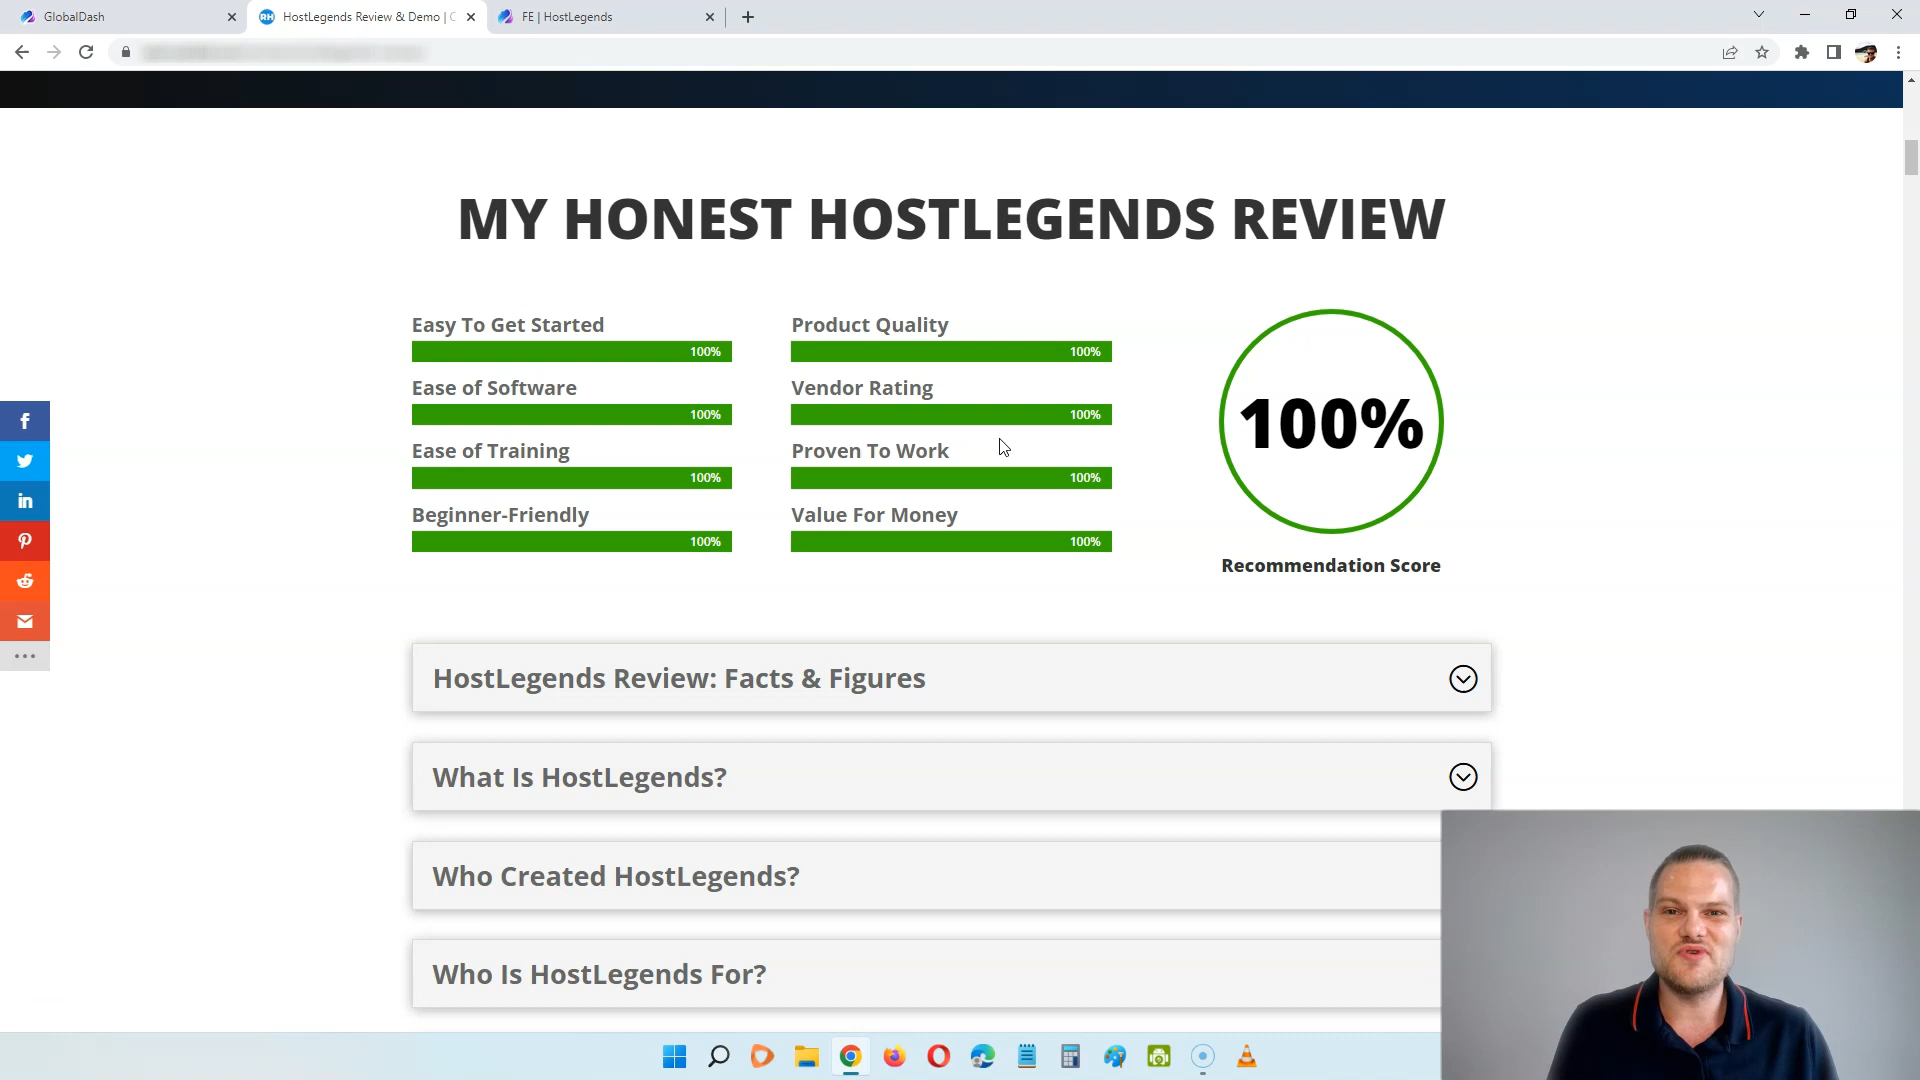 GlobalDash
RH
HostLegends Review & Demo | C
FE | HostLegends
MY HONEST HOSTLEGENDS REVIEW
Easy To Get Started
100%
Ease of Software
100%
Ease of Training
100%
Beginner-Friendly
100%
Product Quality
100%
Vendor Rating
100%
Proven To Work
100%
Value For Money
100%
100%
Recommendation Score
HostLegends Review: Facts & Figures
What Is HostLegends?
Who Created HostLegends?
Who Is HostLegends For?